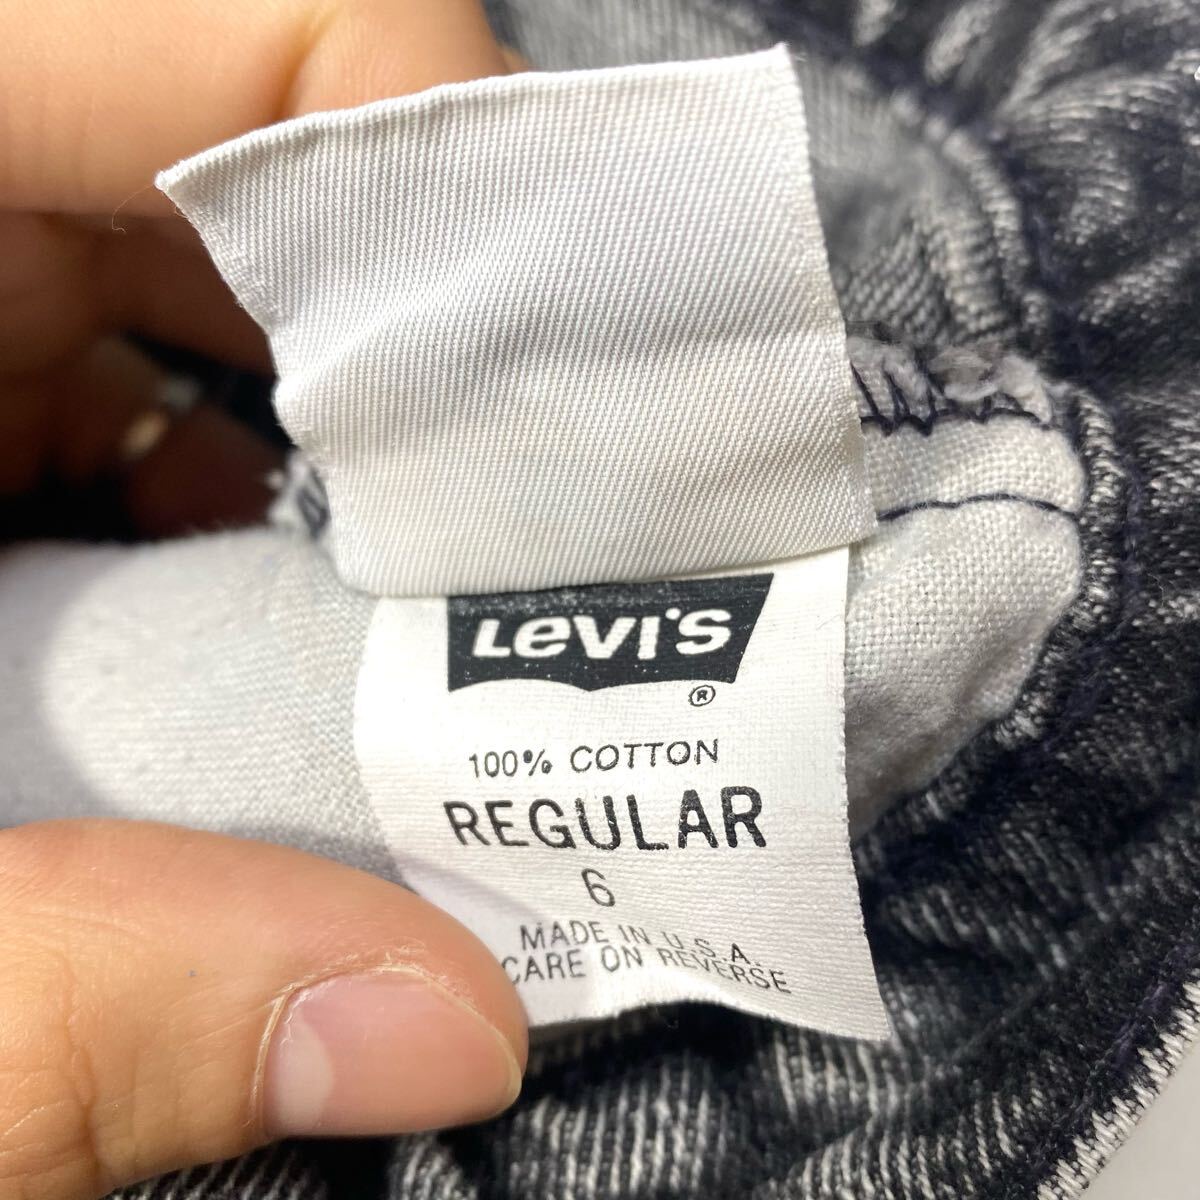 LEVI'S ®
100% COTTON
REGULAR
6
MADE IN U.S.A.
CARE ON REVERSE